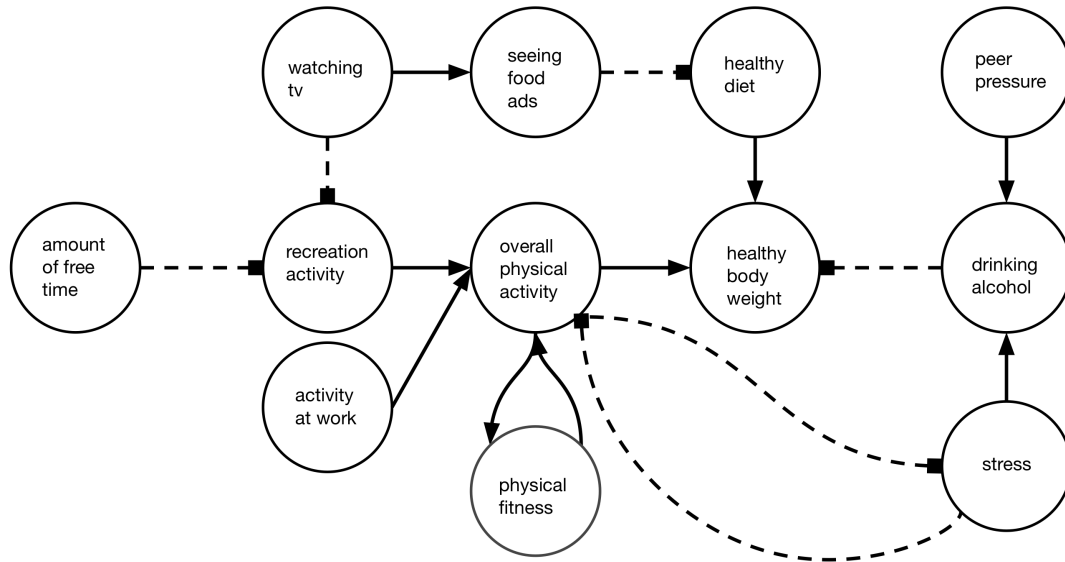 watching
tv
seeing
food
ads
healthy
diet
peer
pressure
amount
of free
time
recreation
activity
overall
physical
activity
healthy
body
weight
drinking
alcohol
activity
at work
physical
fitness
stress